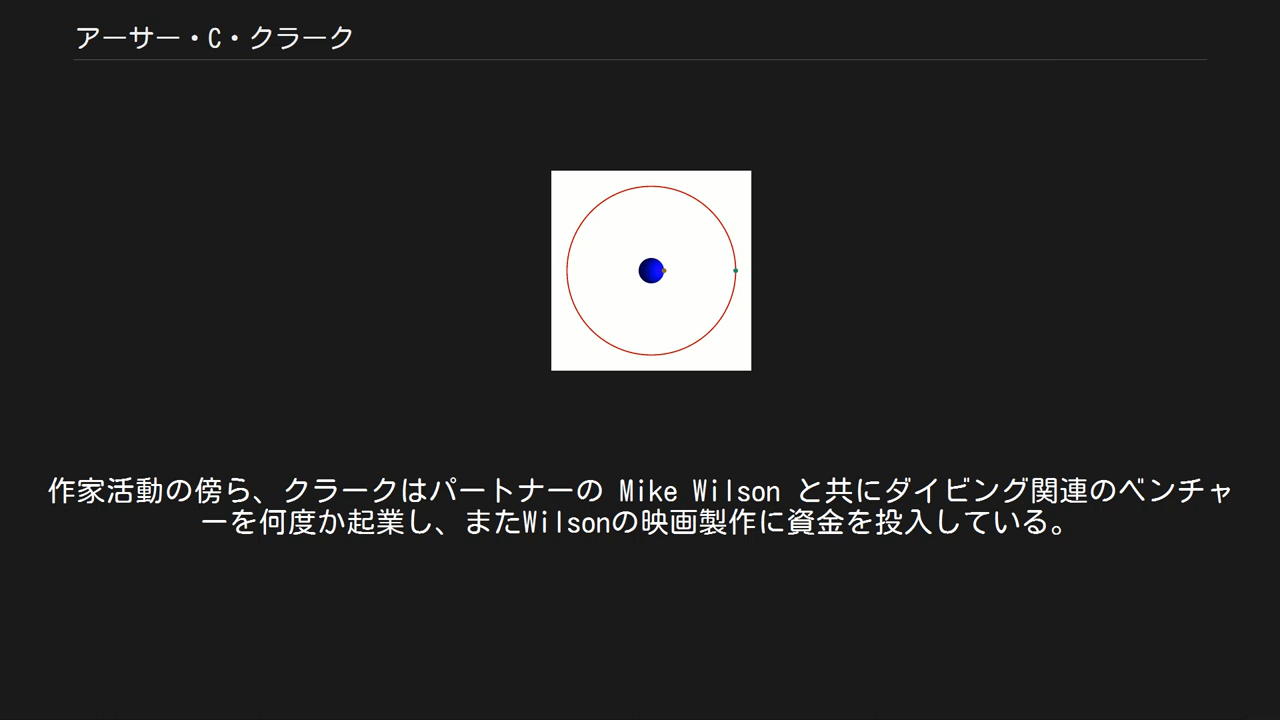 アーサー・C・クラーク
作家活動の傍ら、クラークはパートナーの Mike Wilson と共にダイビング関連のベンチャ
ーを何度か起業し、またWilsonの映画製作に資金を投入している。